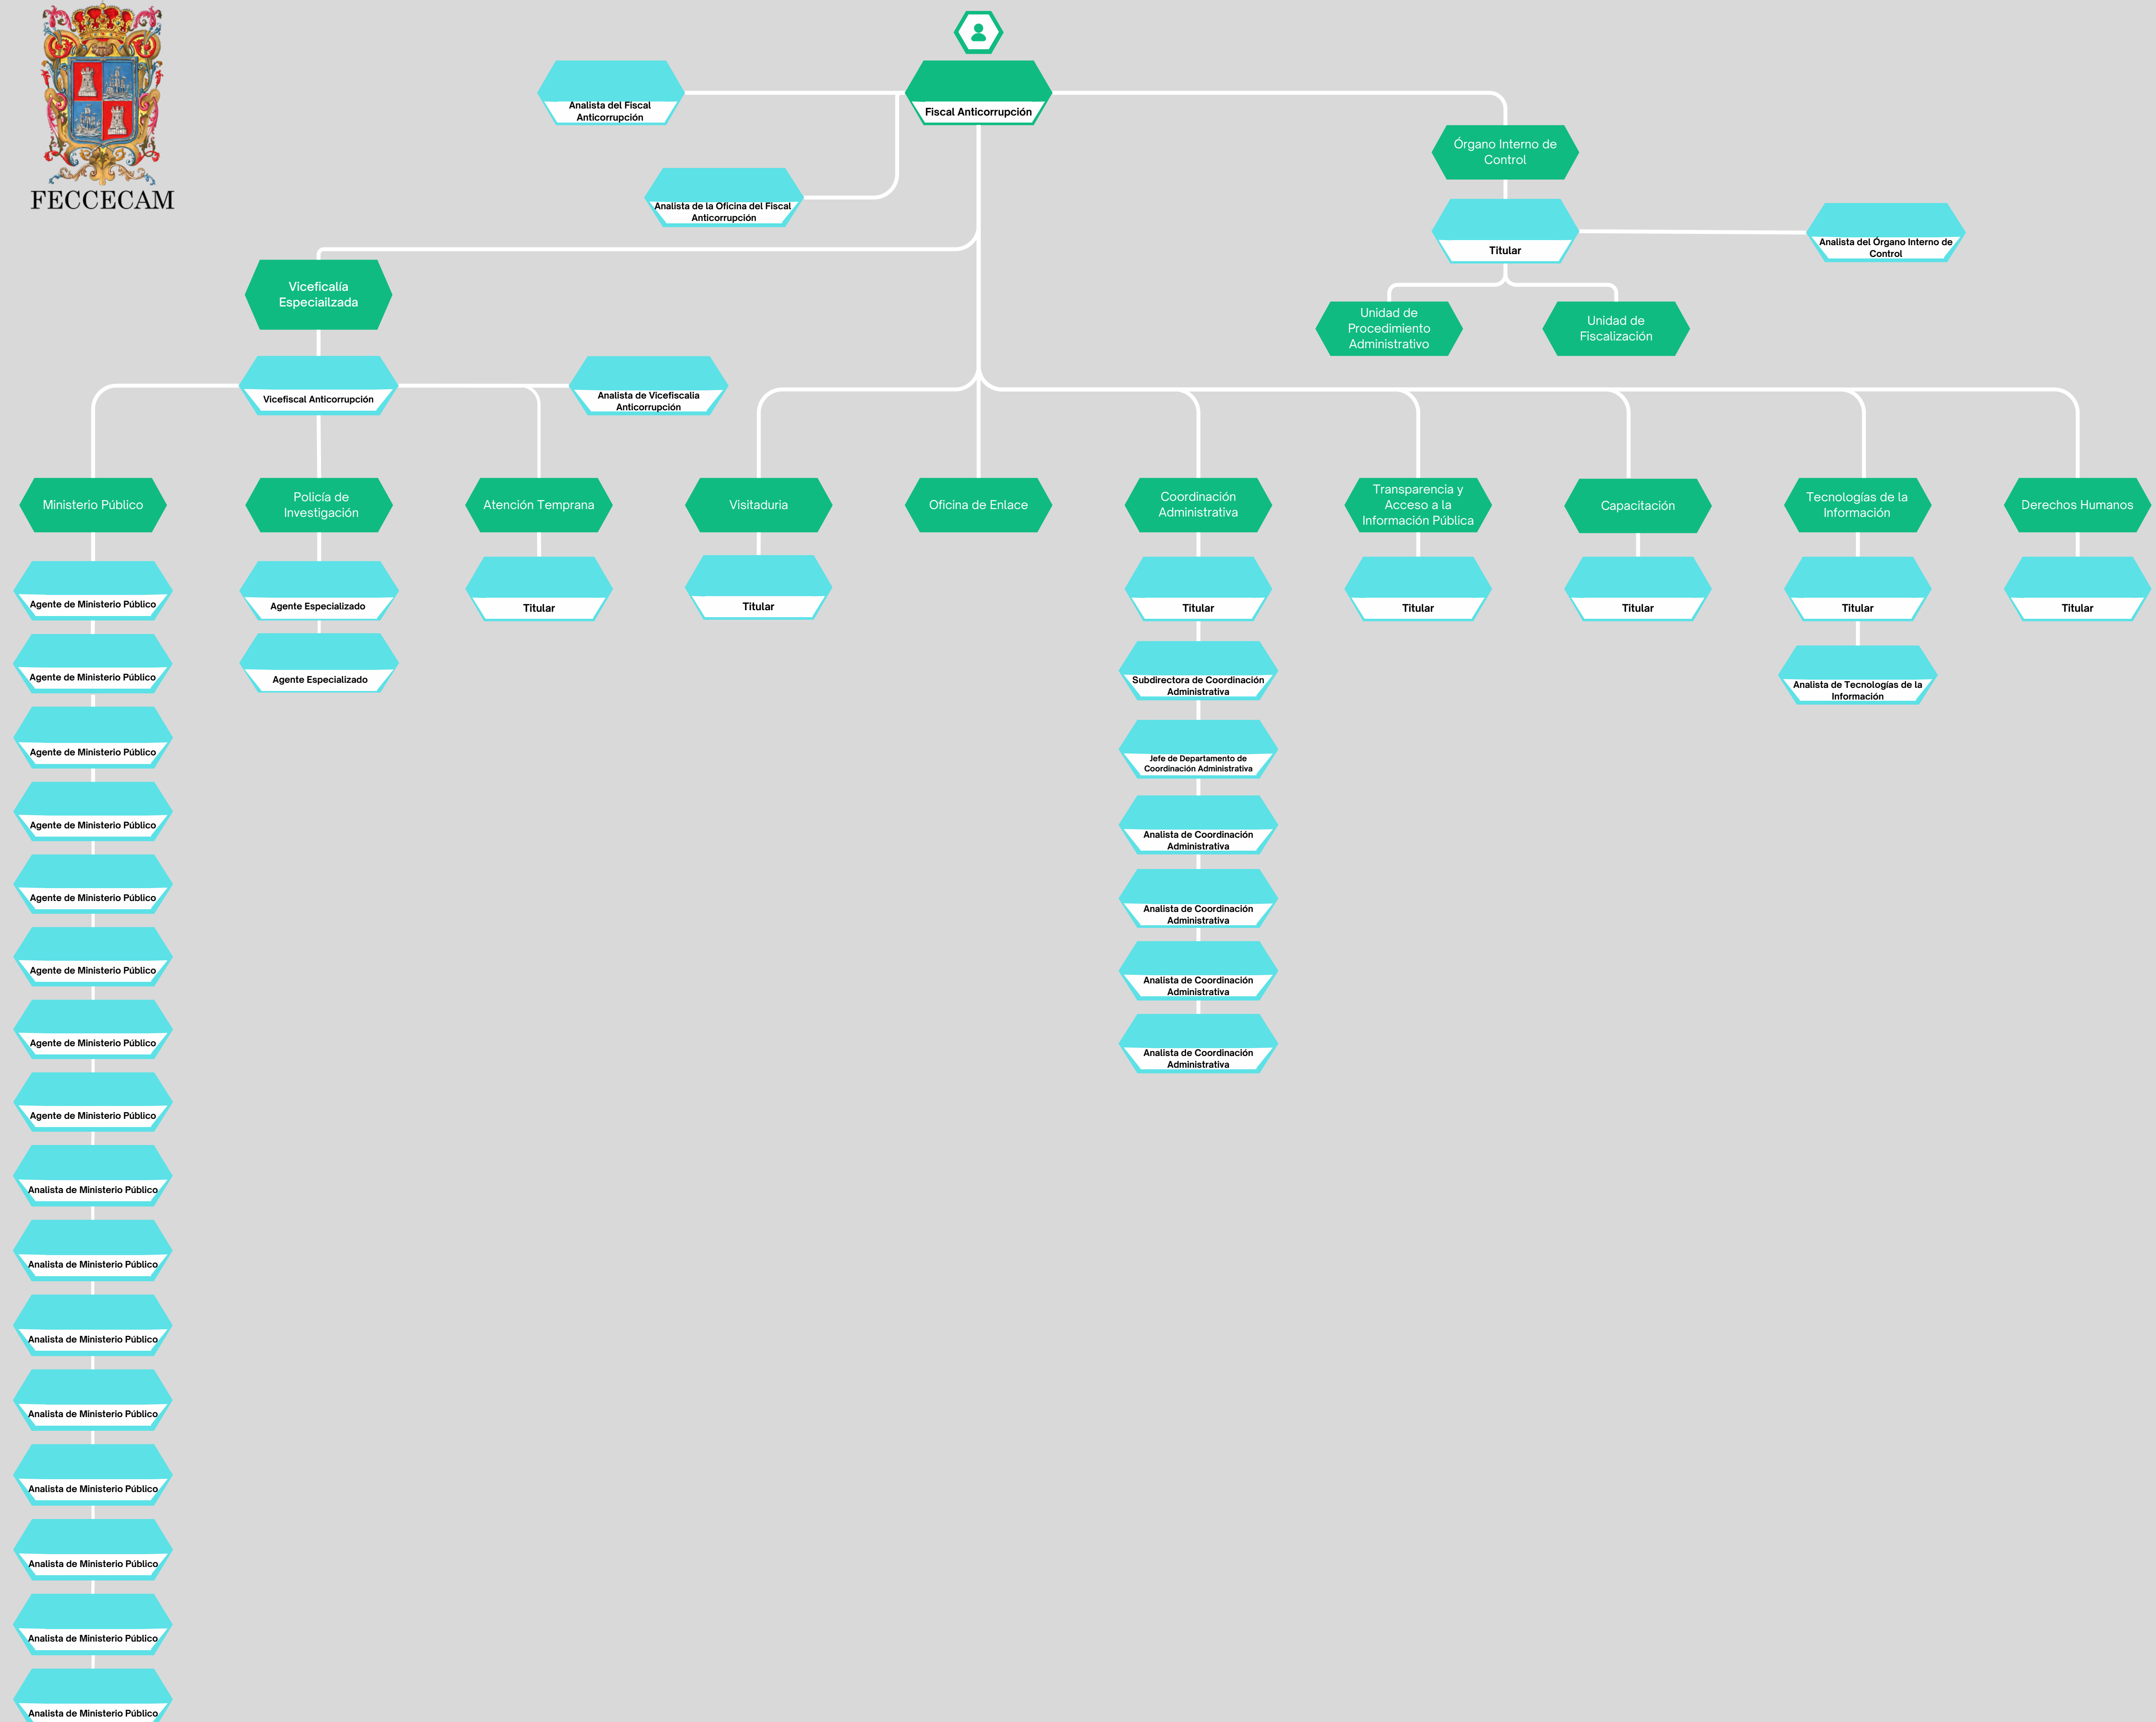 FECCECAM
Analista del Fiscal
Anticorrupción
Fiscal Anticorrupción
Analista de la Oficina del Fiscal
Anticorrupción
Órgano Interno de
Control
Titular
Analista del Órgano Interno de
Control
Unidad de
Procedimiento
Administrativo
Unidad de
Fiscalización
Viceficalía
Especiailzada
Vicefiscal Anticorrupción
Analista de Vicefiscalia
Anticorrupción
Ministerio Público
Policía de
Investigación
Atención Temprana
Visitaduria
Oficina de Enlace
Coordinación
Administrativa
Transparencia y
Acceso a la
Información Pública
Capacitación
Tecnologías de la
Información
Derechos Humanos
Agente de Ministerio Público
Agente de Ministerio Público
Agente de Ministerio Público
Agente de Ministerio Público
Agente de Ministerio Público
Agente de Ministerio Público
Agente de Ministerio Público
Agente de Ministerio Público
Analista de Ministerio Público
Analista de Ministerio Público
Analista de Ministerio Público
Analista de Ministerio Público
Analista de Ministerio Público
Analista de Ministerio Público
Analista de Ministerio Público
Analista de Ministerio Público
Agente Especializado
Agente Especializado
Titular
Titular
Titular
Subdirectora de Coordinación
Administrativa
Jefe de Departamento de
Coordinación Administrativa
Analista de Coordinación
Administrativa
Analista de Coordinación
Administrativa
Analista de Coordinación
Administrativa
Analista de Coordinación
Administrativa
Titular
Titular
Titular
Analista de Tecnologías de la
Información
Titular